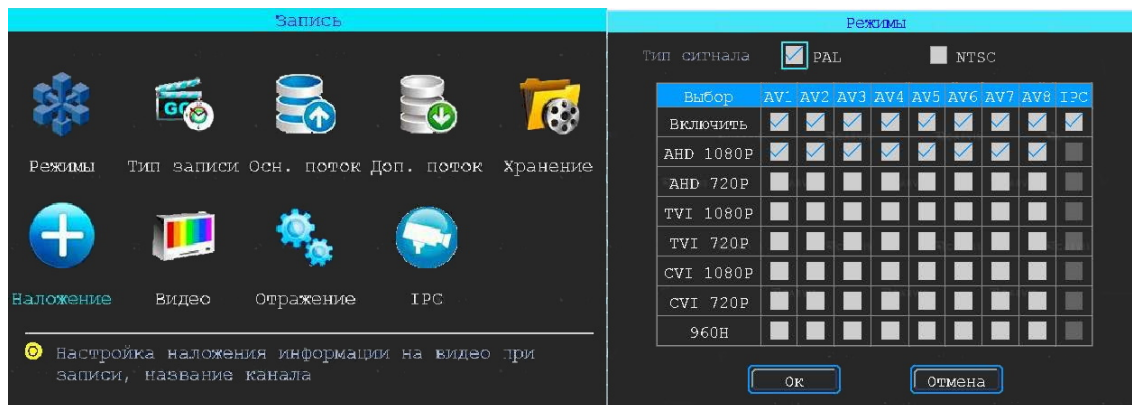 Запись
Режимы Тип записи Осн. поток Доп. поток Хранение
Наложение Видео Отражение IPC
Настройка наложения информации на видео при
записи, название канала
Режимы
Тип сигнала PAL NTSC
Выбор AV1 AV2 AV3 AV4 AV5 AV6 AV7 AV8 IPC
Включить
AHD 1080P
AHD 720P
TVI 1080P
TVI 720P
CVI 1080P
CVI 720P
960H
Ок Отмена